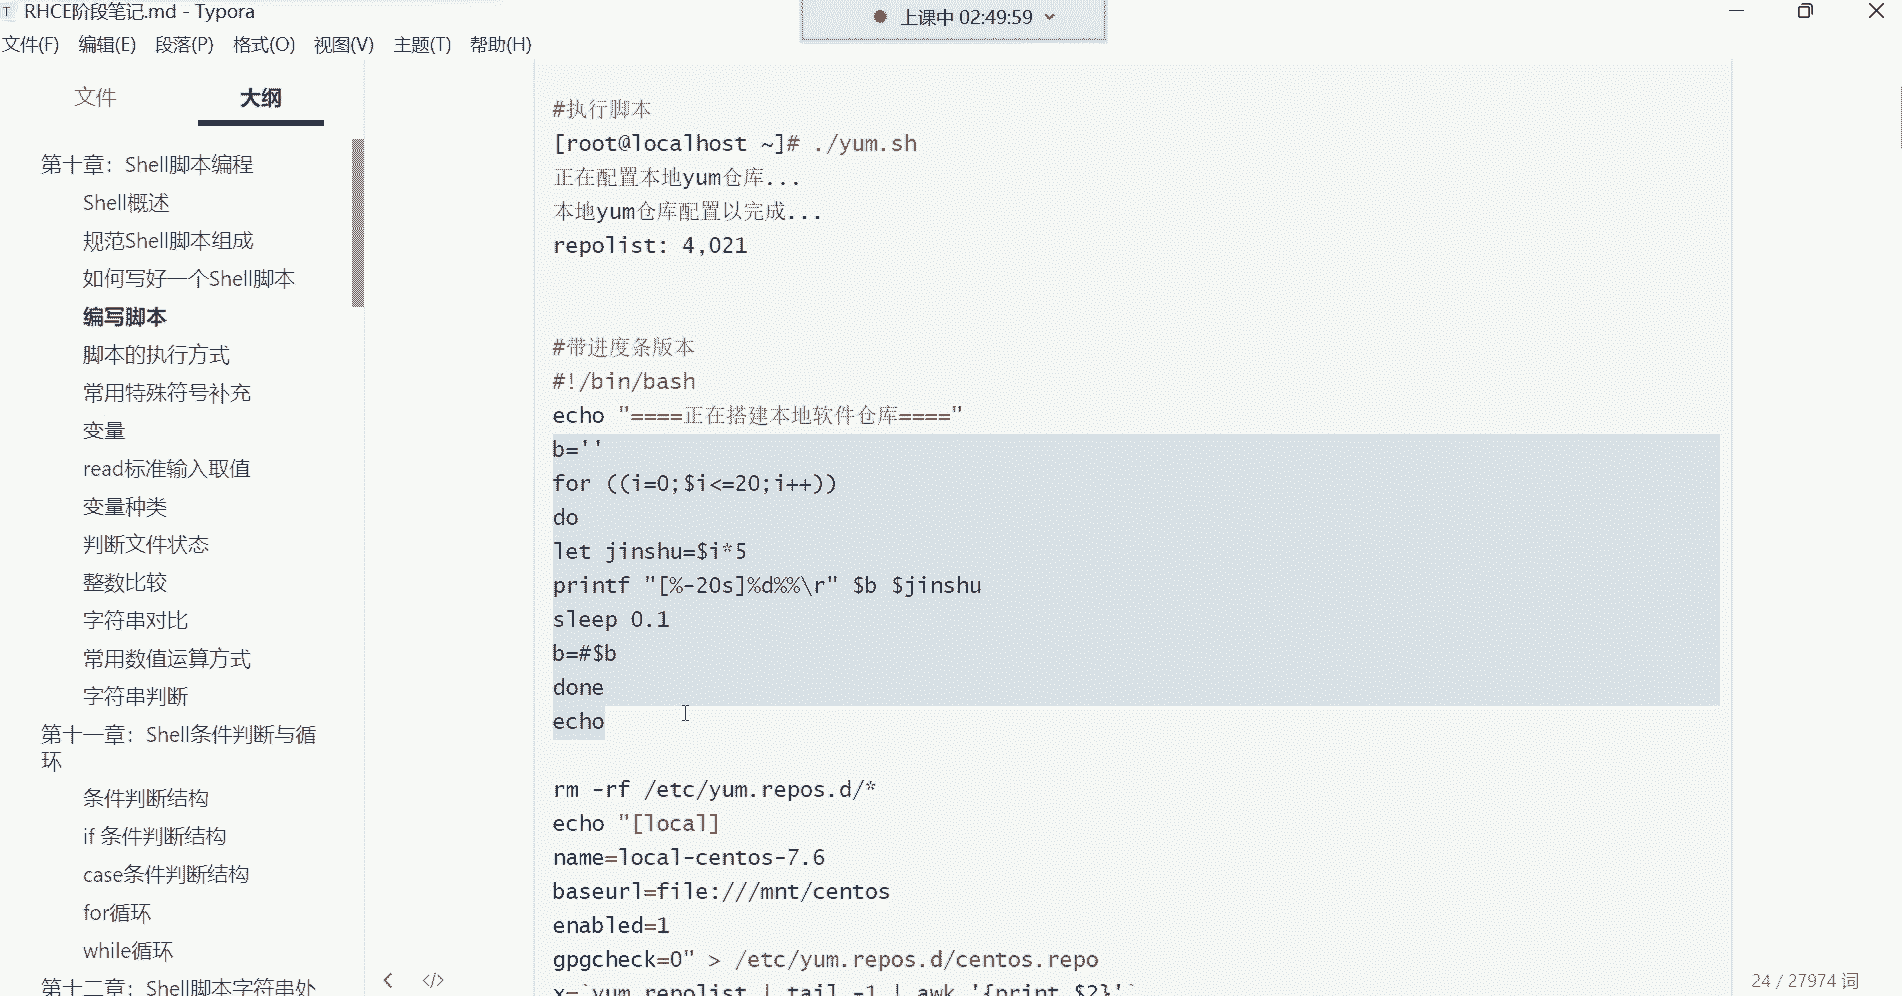 RHCE阶段笔记.md - Typora
上课中 02:49:59
文件(F) 编辑(E) 段落(P) 格式(O) 视图(V) 主题(T) 帮助(H)
文件 大纲
第十章：Shell脚本编程
Shell概述
规范Shell脚本组成
如何写好一个Shell脚本
编写脚本
脚本的执行方式
常用特殊符号补充
变量
read标准输入取值
变量种类
判断文件状态
整数比较
字符串对比
常用数值运算方式
字符串判断
第十一章：Shell条件判断与循
环
条件判断结构
if 条件判断结构
case条件判断结构
for循环
while循环
第十二章：Shell脚本字符串处
#执行脚本
[root@localhost ~]# ./yum.sh
正在配置本地yum仓库...
本地yum仓库配置以完成...
repolist: 4,021
#带进度条版本
#!/bin/bash
echo "====正在搭建本地软件仓库===="
b=''
for ((i=0;$i<=20;i++))
do
let jinshu=$i*5
printf "[%-20s]%d%%\r" $b $jinshu
sleep 0.1
b=#$b
done
echo
rm -rf /etc/yum.repos.d/*
echo "[local]
name=local-centos-7.6
baseurl=file:///mnt/centos
enabled=1
gpgcheck=0" > /etc/yum.repos.d/centos.repo
x=`yum repolist | tail -1 | awk '{print $2}'`
24 / 27974 词